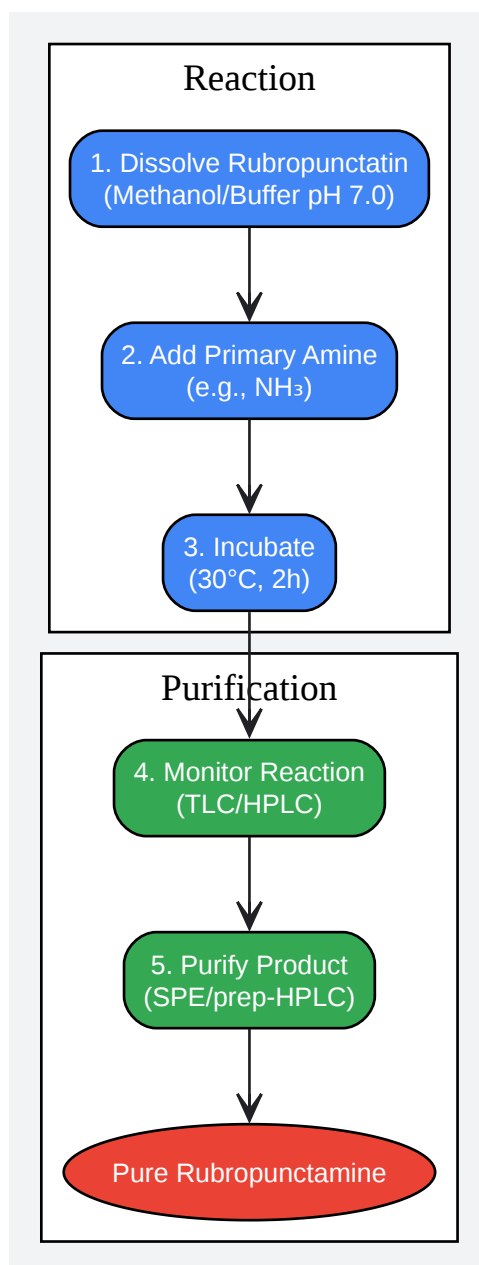 Reaction
1. Dissolve Rubropunctatin
(Methanol/Buffer pH 7.0)
2. Add Primary Amine
(e.g., NH₃)
3. Incubate
(30°C, 2h)
Purification
4. Monitor Reaction
(TLC/HPLC)
5. Purify Product
(SPE/prep-HPLC)
Pure Rubropunctamine